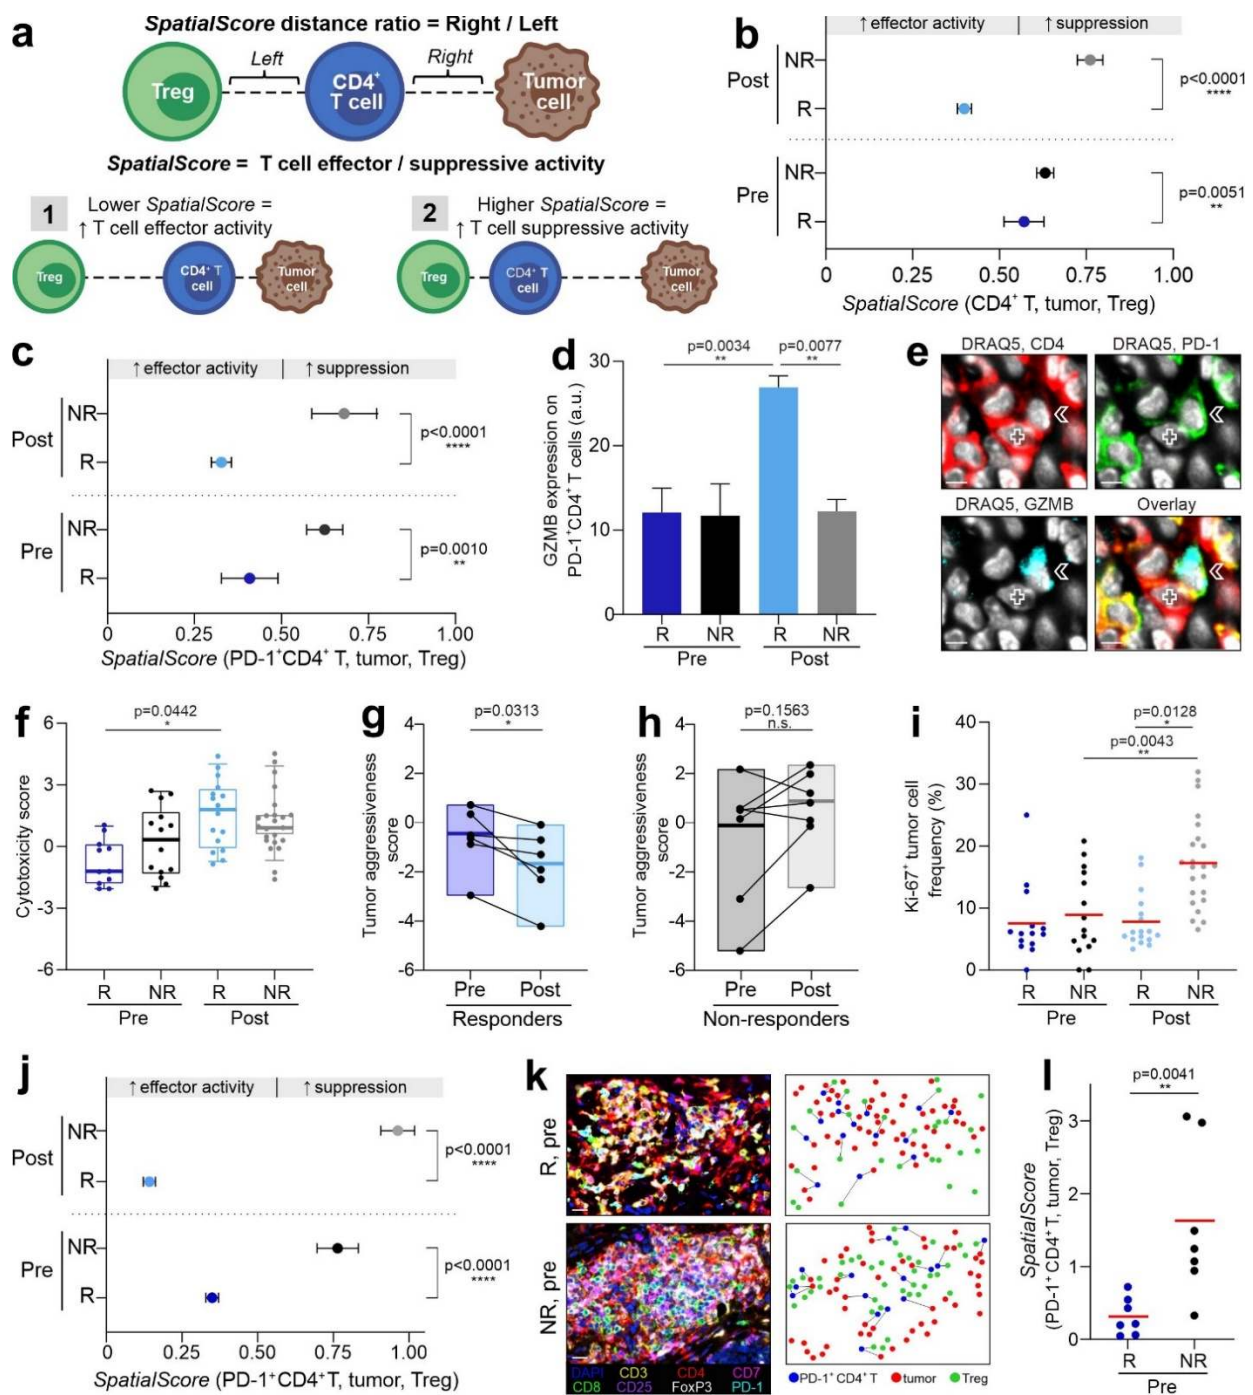 a
SpatialScore distance ratio = Right / Left
Left
Right
Treg
CD4⁺
T cell
Tumor
cell
SpatialScore = T cell effector / suppressive activity
1
Lower SpatialScore =
↑ T cell effector activity
2
Higher SpatialScore =
↑ T cell suppressive activity
Treg
CD4⁺ T
cell
Tumor
cell
Treg
CD4⁺ T
cell
Tumor
cell
b
↑ effector activity
↑ suppression
Post
NR
R
p<0.0001
****
Pre
NR
R
p=0.0051
**
0
0.25
0.50
0.75
1.00
SpatialScore (CD4⁺ T, tumor, Treg)
c
↑ effector activity
↑ suppression
Post
NR
R
p<0.0001
****
Pre
NR
R
p=0.0010
**
0
0.25
0.50
0.75
1.00
SpatialScore (PD-1⁺CD4⁺ T, tumor, Treg)
d
p=0.0034
**
p=0.0077
**
GZMB expression on
PD-1⁺CD4⁺ T cells (a.u.)
30
20
10
0
R
NR
R
NR
Pre
Post
e
DRAQ5, CD4
DRAQ5, PD-1
DRAQ5, GZMB
Overlay
f
p=0.0442
*
Cytotoxicity score
6
3
0
-3
-6
R
NR
R
NR
Pre
Post
g
p=0.0313
*
Tumor aggressiveness
score
4
2
0
-2
-4
-6
Pre
Post
Responders
h
p=0.1563
n.s.
Tumor aggressiveness
score
4
2
0
-2
-4
-6
Pre
Post
Non-responders
i
p=0.0128
*
p=0.0043
**
Ki-67⁺ tumor cell
frequency (%)
40
30
20
10
0
R
NR
R
NR
Pre
Post
j
↑ effector activity
↑ suppression
Post
NR
R
p<0.0001
****
Pre
NR
R
p<0.0001
****
0
0.25
0.50
0.75
1.00
SpatialScore (PD-1⁺CD4⁺T, tumor, Treg)
k
R, pre
NR, pre
DAPI CD3 CD4 CD7
CD8 CD25 FoxP3 PD-1
PD-1⁺ CD4⁺ T
tumor
Treg
l
p=0.0041
**
SpatialScore
(PD-1⁺ CD4⁺T, tumor, Treg)
3
2
1
0
R
NR
Pre